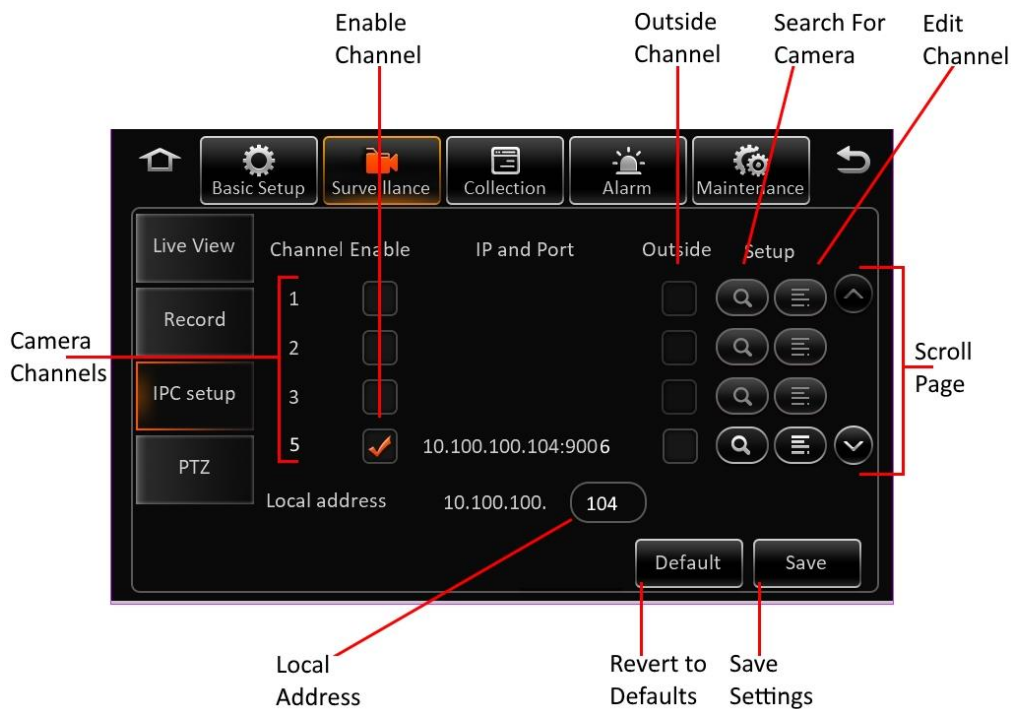 Enable
Channel
Outside
Channel
Search For
Camera
Edit
Channel
Basic Setup
Surveillance
Collection
Alarm
Maintenance
Live View
Record
IPC setup
PTZ
Channel Enable IP and Port Outside Setup
1
2
3
5 10.100.100.104:9006
Local address 10.100.100. 104
Default Save
Camera
Channels
Scroll
Page
Local
Address
Revert to
Defaults
Save
Settings